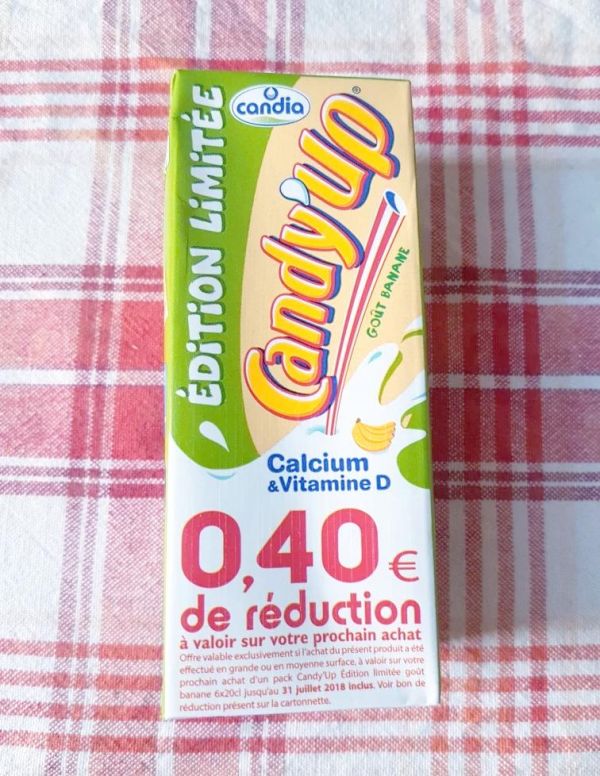 ÉDITION LIMITÉE
candia
Candy'Up®
GOÛT BANANE
Calcium
&Vitamine D
0,40 €
de réduction
à valoir sur votre prochain achat
Offre valable exclusivement si l'achat du présent produit a été
effectué en grande ou en moyenne surface, à valoir sur votre
prochain achat d'un pack Candy'Up Édition limitée goût
banane 6x20cl jusqu'au 31 juillet 2018 inclus. Voir bon de
réduction présent sur la cartonnette.